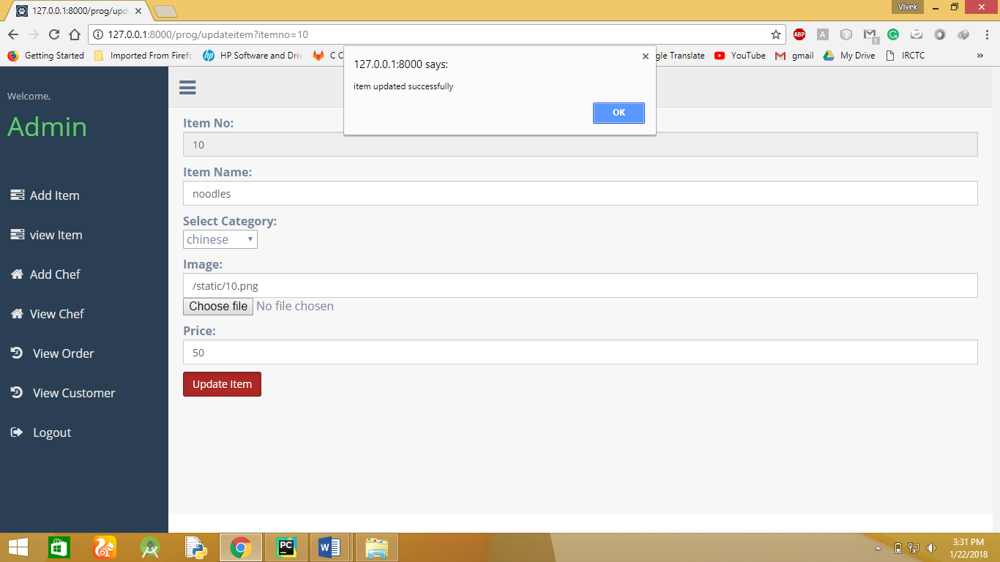 127.0.0.1:8000/prog/upd
Vivek
127.0.0.1:8000/prog/updateitem?itemno=10
ABP
A
?
Getting Started
Imported From Firefo
hp
HP Software and Driv
C C
gle Translate
YouTube
gmail
My Drive
IRCTC
127.0.0.1:8000 says:
item updated successfully
OK
Welcome,
Admin
Add Item
view Item
Add Chef
View Chef
View Order
View Customer
Logout
Item No:
10
Item Name:
noodles
Select Category:
chinese
Image:
/static/10.png
Choose file No file chosen
Price:
50
Update Item
PC
W
3:31 PM
1/22/2018